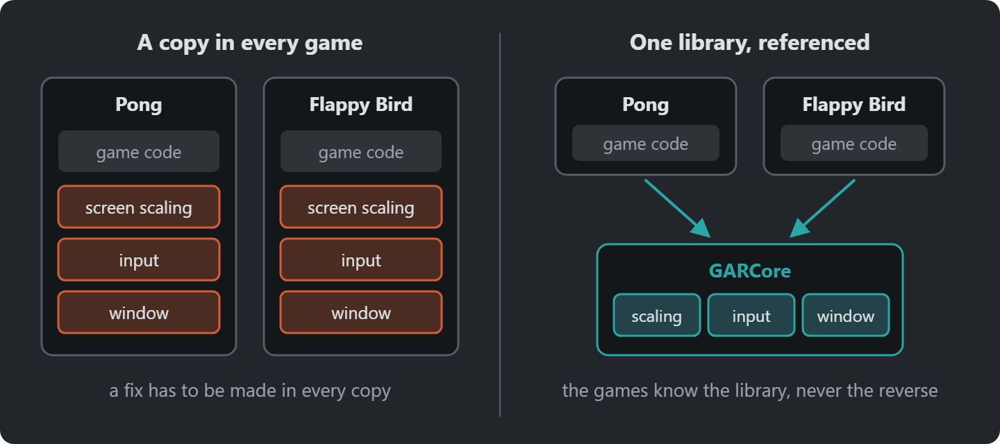 A copy in every game
Pong
game code
screen scaling
input
window
Flappy Bird
game code
screen scaling
input
window
a fix has to be made in every copy
One library, referenced
Pong
game code
Flappy Bird
game code
GARCore
scaling
input
window
the games know the library, never the reverse